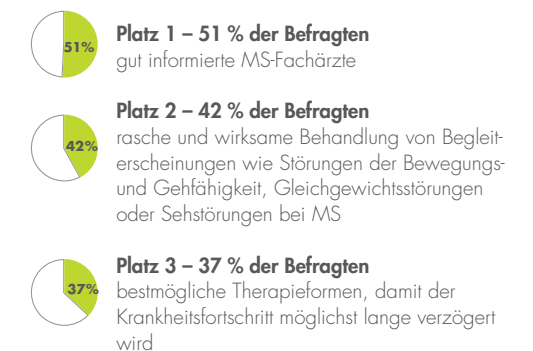 51%
Platz 1 – 51 % der Befragten
gut informierte MS-Fachärzte
42%
Platz 2 – 42 % der Befragten
rasche und wirksame Behandlung von Begleit-
erscheinungen wie Störungen der Bewegungs-
und Gehfähigkeit, Gleichgewichtsstörungen
oder Sehstörungen bei MS
37%
Platz 3 – 37 % der Befragten
bestmögliche Therapieformen, damit der
Krankheitsfortschritt möglichst lange verzögert
wird